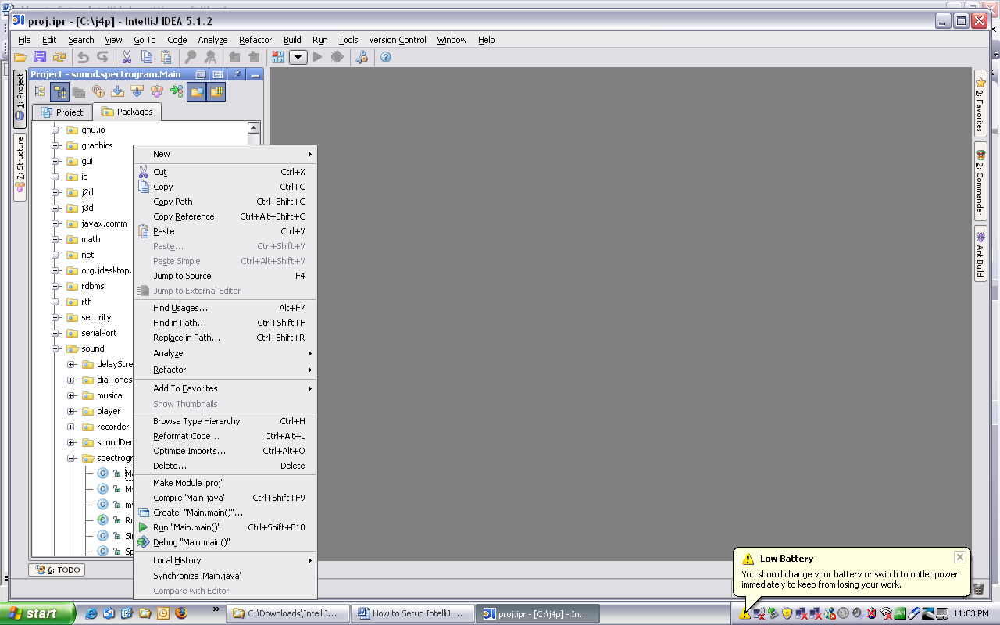 proj.ipr - [C:\j4p] - IntelliJ IDEA 5.1.2
File Edit Search View Go To Code Analyze Refactor Build Run Tools Version Control Window Help
Project - sound.spectrogram.Main
Project Packages
1: Project
7: Structure
gnu.io
graphics
gui
ip
j2d
j3d
javax.comm
math
net
org.jdesktop.
rdbms
rtf
security
serialPort
sound
delayStre
dialTones
musica
player
recorder
soundDem
spectrogra
New
Cut Ctrl+X
Copy Ctrl+C
Copy Path Ctrl+Shift+C
Copy Reference Ctrl+Alt+Shift+C
Paste Ctrl+V
Paste... Ctrl+Shift+V
Paste Simple Ctrl+Alt+Shift+V
Jump to Source F4
Jump to External Editor
Find Usages... Alt+F7
Find in Path... Ctrl+Shift+F
Replace in Path... Ctrl+Shift+R
Analyze
Refactor
Add To Favorites
Show Thumbnails
Browse Type Hierarchy Ctrl+H
Reformat Code... Ctrl+Alt+L
Optimize Imports... Ctrl+Alt+O
Delete... Delete
Make Module 'proj'
Compile 'Main.java' Ctrl+Shift+F9
Create "Main.main()"...
Run "Main.main()" Ctrl+Shift+F10
Debug "Main.main()"
Local History
Synchronize 'Main.java'
Compare with Editor
9: Favorites
2: Commander
Ant Build
6: TODO
Low Battery
You should change your battery or switch to outlet power
immediately to keep from losing your work.
start
C:\Downloads\IntelliJ...
How to Setup IntelliJ....
proj.ipr - [C:\j4p] - In...
11:03 PM